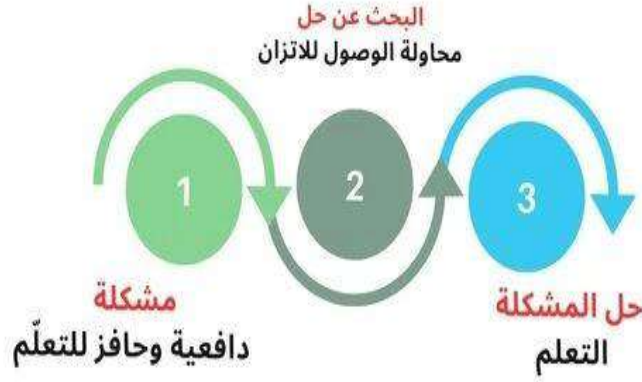 البحث عن حل
محاولة الوصول للاتزان
1
2
3
مشكلة
دافعية وحافز للتعلّم
حل المشكلة
التعلم